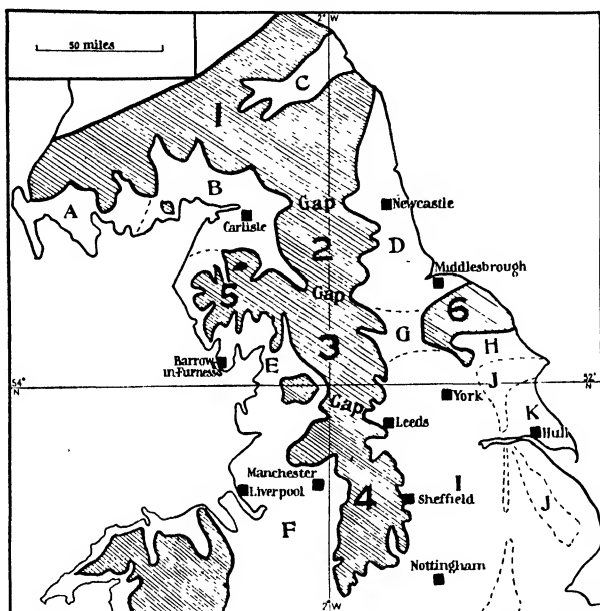 2° W
50 miles
C
1
B
A
Gap
Newcastle
Carlisle
2
D
Middlesbrough
Gap
5
6
G
H
3
Barrow
in-Furness
E
J
54°
N
52°
N
Gap
York
K
Leeds
Hull
Manchester
Liverpool
4
I
Sheffield
J
F
Nottingham
2° W